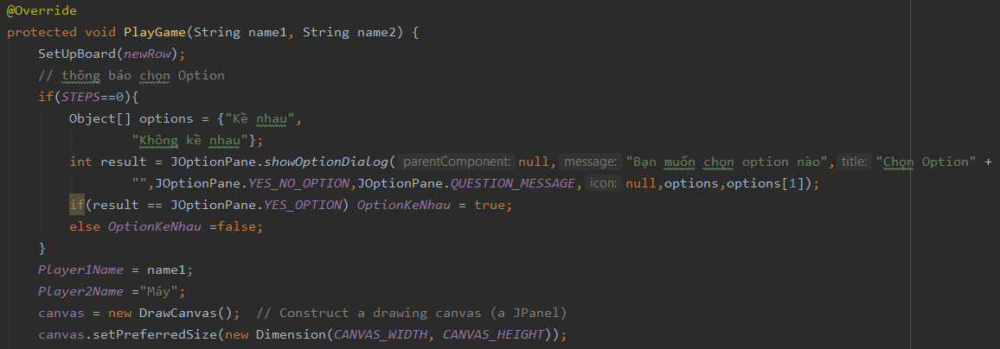 @Override
protected void PlayGame(String name1, String name2) {
SetUpBoard(newRow);
// thông báo chọn Option
if(STEPS==0){
Object[] options = {"Kề nhau",
"Không kề nhau"};
int result = JOptionPane.showOptionDialog( parentComponent: null, message: "Bạn muốn chọn option nào", title: "Chọn Option" +
"",JOptionPane.YES_NO_OPTION,JOptionPane.QUESTION_MESSAGE, icon: null,options,options[1]);
if(result == JOptionPane.YES_OPTION) OptionKeNhau = true;
else OptionKeNhau =false;
}
Player1Name = name1;
Player2Name ="Máy";
canvas = new DrawCanvas(); // Construct a drawing canvas (a JPanel)
canvas.setPreferredSize(new Dimension(CANVAS_WIDTH, CANVAS_HEIGHT));